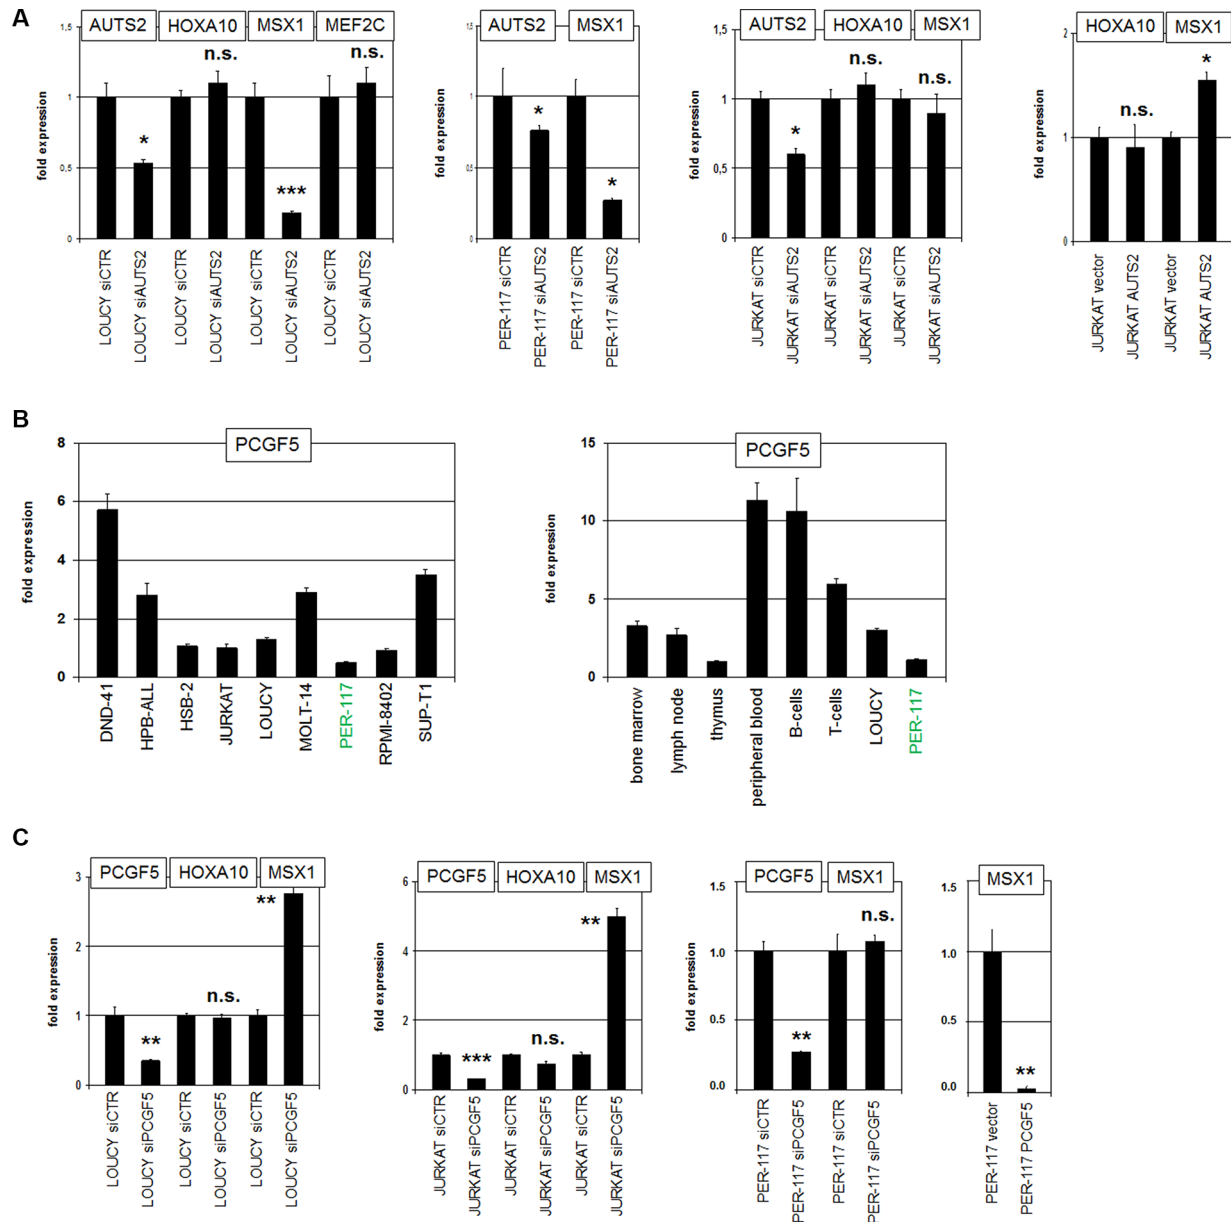 A
AUTS2 HOXA10 MSX1 MEF2C
fold expression
1,5
1
0,5
0
* n.s. *** n.s.
LOUCY siCTR
LOUCY siAUTS2
LOUCY siCTR
LOUCY siAUTS2
LOUCY siCTR
LOUCY siAUTS2
LOUCY siCTR
LOUCY siAUTS2
AUTS2 MSX1
fold expression
1,5
1
0,5
0
* *
PER-117 siCTR
PER-117 siAUTS2
PER-117 siCTR
PER-117 siAUTS2
AUTS2 HOXA10 MSX1
fold expression
1,5
1
0,5
0
* n.s. n.s.
JURKAT siCTR
JURKAT siAUTS2
JURKAT siCTR
JURKAT siAUTS2
JURKAT siCTR
JURKAT siAUTS2
HOXA10 MSX1
fold expression
2
1
0
n.s. *
JURKAT vector
JURKAT AUTS2
JURKAT vector
JURKAT AUTS2
B
PCGF5
fold expression
8
6
4
2
0
DND-41
HPB-ALL
HSB-2
JURKAT
LOUCY
MOLT-14
PER-117
RPMI-8402
SUP-T1
PCGF5
fold expression
15
10
5
0
bone marrow
lymph node
thymus
peripheral blood
B-cells
T-cells
LOUCY
PER-117
C
PCGF5 HOXA10 MSX1
fold expression
3
2
1
0
** n.s. **
LOUCY siCTR
LOUCY siPCGF5
LOUCY siCTR
LOUCY siPCGF5
LOUCY siCTR
LOUCY siPCGF5
PCGF5 HOXA10 MSX1
fold expression
6
4
2
0
*** n.s. **
JURKAT siCTR
JURKAT siPCGF5
JURKAT siCTR
JURKAT siPCGF5
JURKAT siCTR
JURKAT siPCGF5
PCGF5 MSX1
fold expression
1.5
1.0
0.5
0.0
** n.s.
PER-117 siCTR
PER-117 siPCGF5
PER-117 siCTR
PER-117 siPCGF5
MSX1
1.5
1.0
0.5
0.0
**
PER-117 vector
PER-117 PCGF5